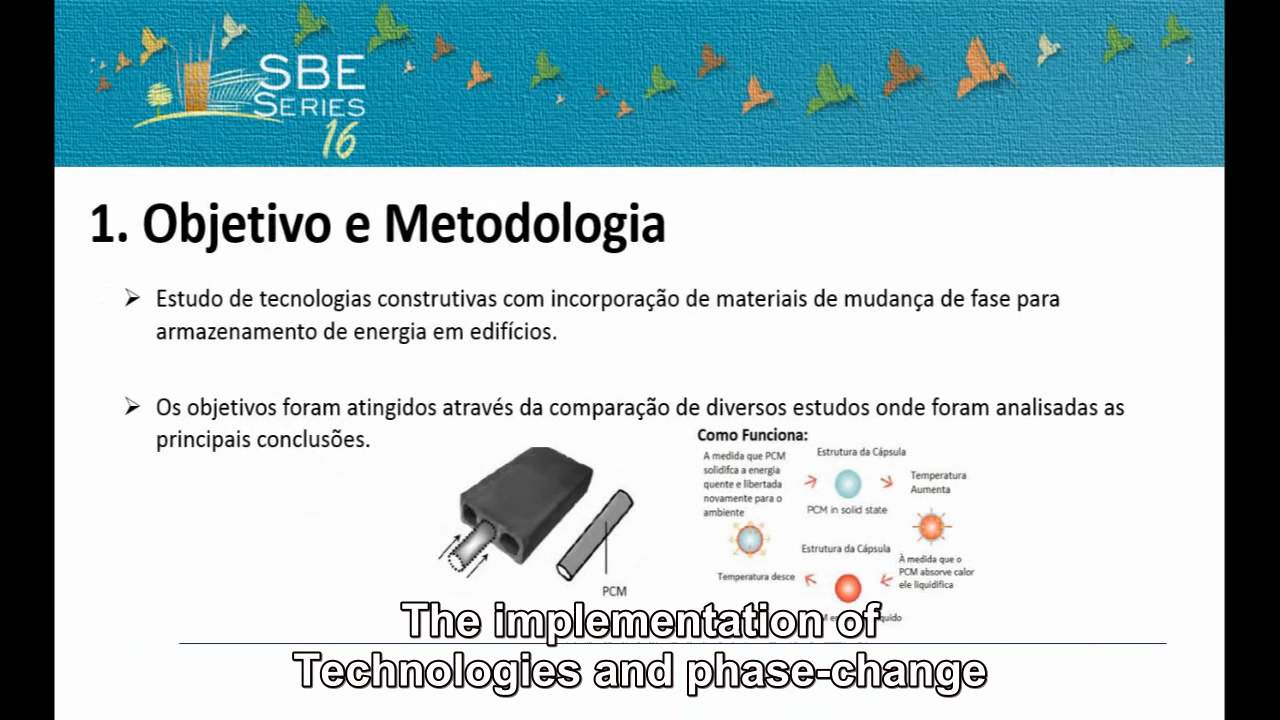 SBE
SERIES
16
1. Objetivo e Metodologia
Estudo de tecnologias construtivas com incorporação de materiais de mudança de fase para
armazenamento de energia em edifícios.
Os objetivos foram atingidos através da comparação de diversos estudos onde foram analisadas as
principais conclusões.
PCM
Como Funciona:
A medida que PCM
solidifca a energia
quente e libertada
novamente para o
ambiente
Estrutura da Cápsula
PCM in solid state
Temperatura
Aumenta
Estrutura da Cápsula
À medida que o
PCM absorve calor
ele liquidifica
Temperatura desce
The implementation of
Technologies and phase-change